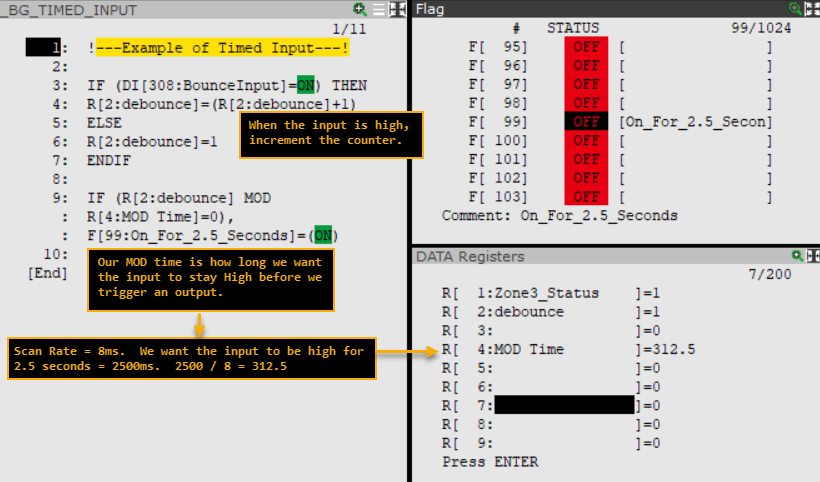 _BG_TIMED_INPUT
1/11
1: !---Example of Timed Input---!
2:
3: IF (DI[308:BounceInput]=ON) THEN
4: R[2:debounce]=(R[2:debounce]+1)
5: ELSE
6: R[2:debounce]=1
7: ENDIF
8:
9: IF (R[2:debounce] MOD
: R[4:MOD Time]=0),
: F[99:On_For_2.5_Seconds]=(ON)
10:
[End]
When the input is high,
increment the counter.
Our MOD time is how long we want
the input to stay High before we
trigger an output.
Scan Rate = 8ms.  We want the input to be high for
2.5 seconds = 2500ms.  2500 / 8 = 312.5
Flag
# STATUS 99/1024
F[ 95] OFF [ ]
F[ 96] OFF [ ]
F[ 97] OFF [ ]
F[ 98] OFF [ ]
F[ 99] OFF [On_For_2.5_Secon]
F[ 100] OFF [ ]
F[ 101] OFF [ ]
F[ 102] OFF [ ]
F[ 103] OFF [ ]
Comment: On_For_2.5_Seconds
DATA Registers
7/200
R[ 1:Zone3_Status ]=1
R[ 2:debounce ]=1
R[ 3: ]=0
R[ 4:MOD Time ]=312.5
R[ 5: ]=0
R[ 6: ]=0
R[ 7: ]=0
R[ 8: ]=0
R[ 9: ]=0
Press ENTER